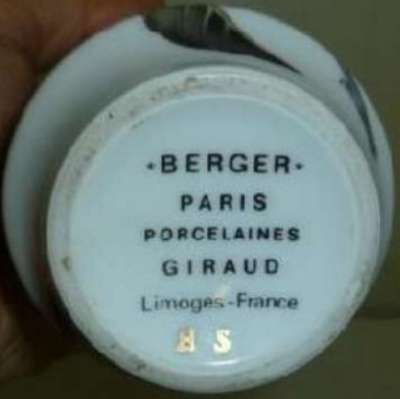 ·BERGER·
PARIS
PORCELAINES
GIRAUD
Limoges-France
H S